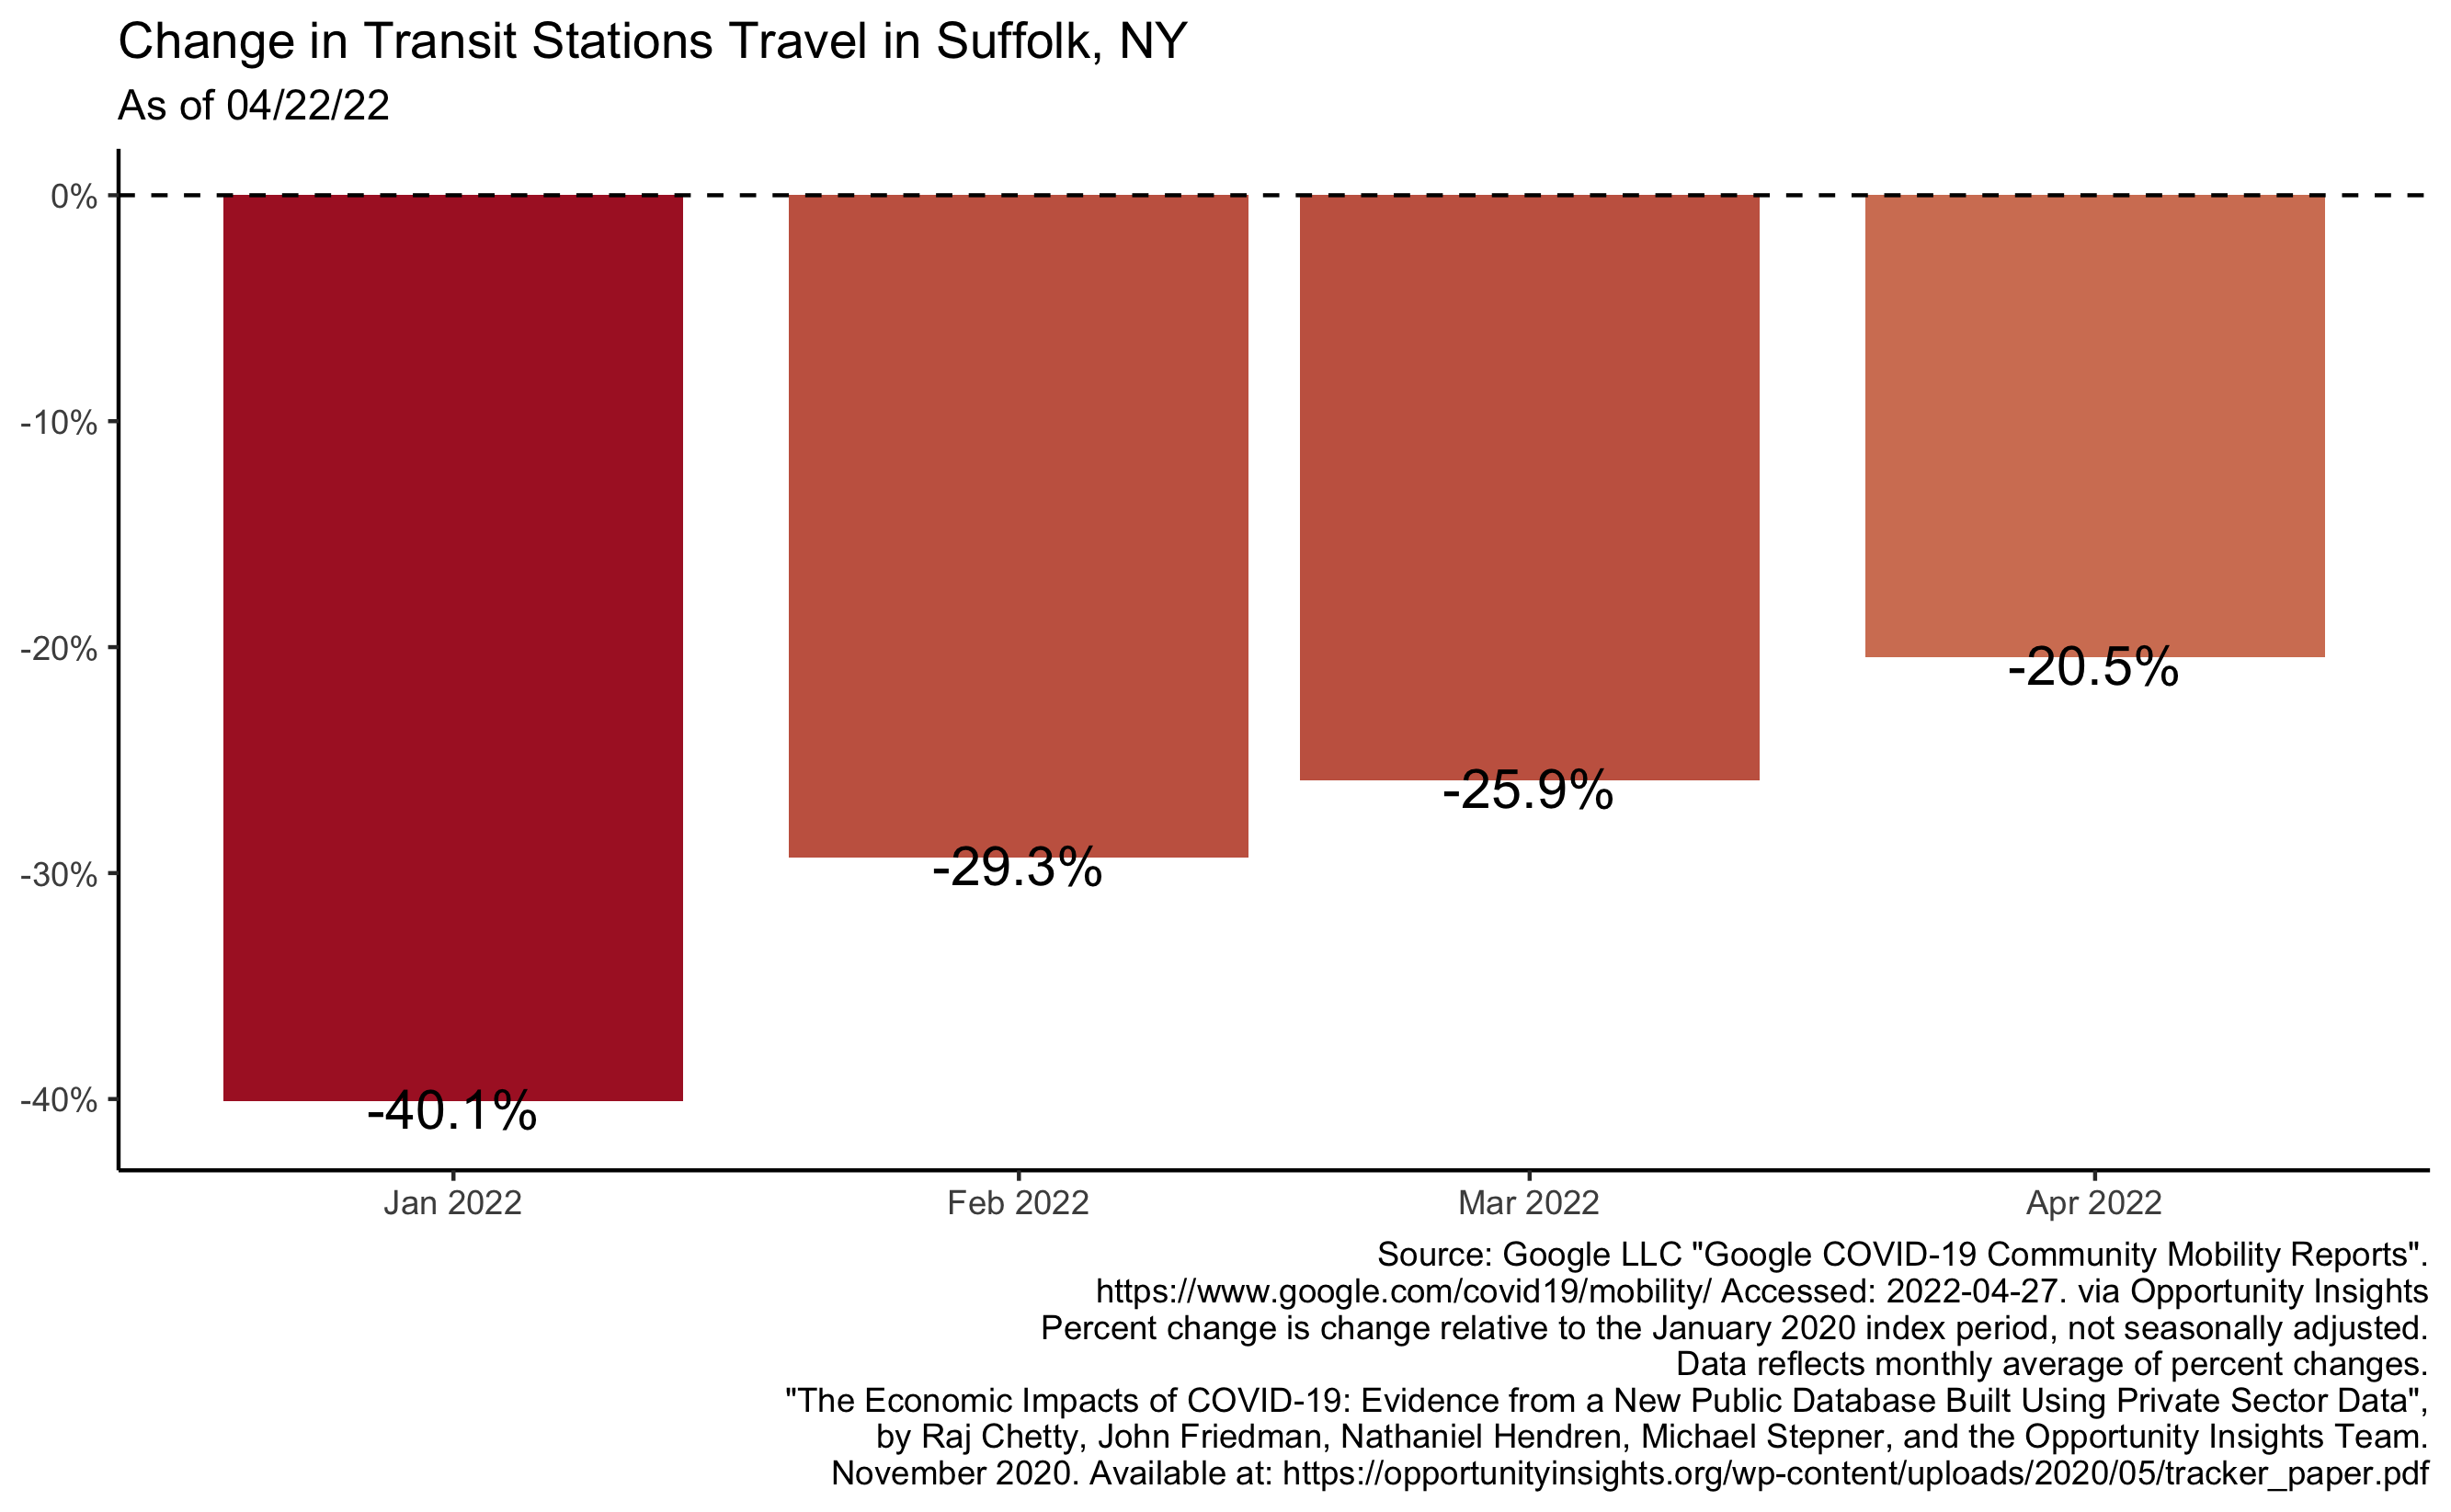 Change in Transit Stations Travel in Suffolk, NY
As of 04/22/22
0%
-10%
-20%
-30%
-40%
-40.1%
-29.3%
-25.9%
-20.5%
Jan 2022
Feb 2022
Mar 2022
Apr 2022
Source: Google LLC "Google COVID-19 Community Mobility Reports".
https://www.google.com/covid19/mobility/ Accessed: 2022-04-27. via Opportunity Insights
Percent change is change relative to the January 2020 index period, not seasonally adjusted.
Data reflects monthly average of percent changes.
"The Economic Impacts of COVID-19: Evidence from a New Public Database Built Using Private Sector Data",
by Raj Chetty, John Friedman, Nathaniel Hendren, Michael Stepner, and the Opportunity Insights Team.
November 2020. Available at: https://opportunityinsights.org/wp-content/uploads/2020/05/tracker_paper.pdf